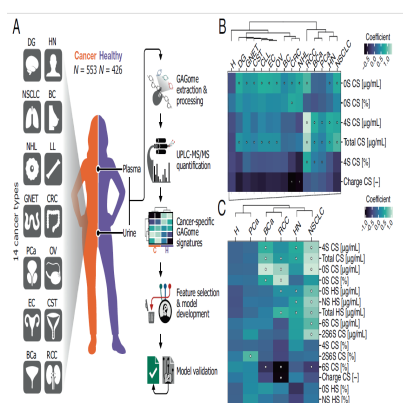 A
DG HN
NSCLC BC
NHL LL
GNET CRC
PCa OV
EC CST
BCa RCC
14 cancer types
Cancer Healthy
N = 553 N = 426
Plasma
Urine
GAGome
extraction &
processing
UPLC-MS/MS
quantification
Cancer-specific
GAGome
signatures
Feature selection
& model
development
Model validation
B
Coefficient
H
DG
GNET
CST
NHL
RCC
NSCLC
0S CS [µg/mL]
0S CS [%]
4S CS [µg/mL]
Total CS [µg/mL]
4S CS [%]
Charge CS [–]
C
Coefficient
H
PCa
BCa
RCC
HN
NSCLC
4S CS [µg/mL]
Total CS [µg/mL]
0S CS [µg/mL]
0S CS [%]
0S HS [µg/mL]
NS HS [µg/mL]
Total HS [µg/mL]
6S CS [µg/mL]
2S6S CS [µg/mL]
4S CS [%]
2S6S CS [%]
6S CS [%]
Charge CS [–]
0S HS [%]
NS HS [%]